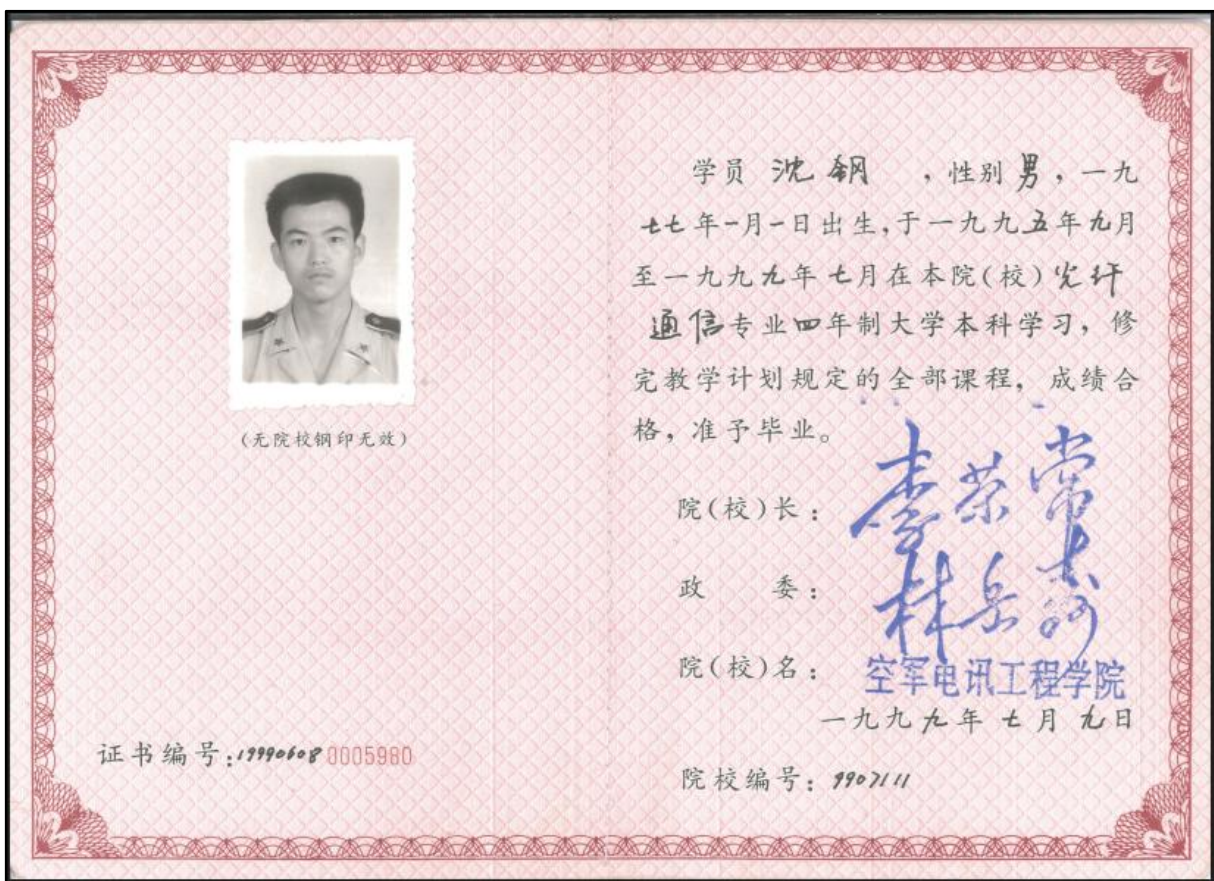 (无院校钢印无效)
证书编号:199906080005980
学员 沈钢 ，性别男，一九
七七年一月一日出生，于一九九五年九月
至一九九九年七月在本院(校)光纤
通信专业四年制大学本科学习，修
完教学计划规定的全部课程，成绩合
格，准予毕业。
院(校)长：李荣常
政 委：林岳
院(校)名：空军电讯工程学院
一九九九年七月九日
院校编号：9907111